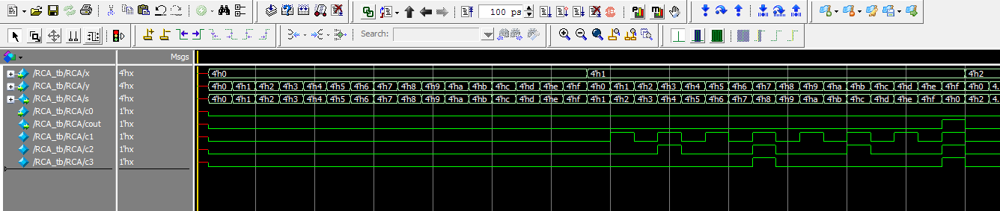 100 ps
Search:
Msgs
/RCA_tb/RCA/x 4'hx 4'h0 4'h1 4'h2
/RCA_tb/RCA/y 4'hx 4'h0 4'h1 4'h2 4'h3 4'h4 4'h5 4'h6 4'h7 4'h8 4'h9 4'ha 4'hb 4'hc 4'hd 4'he 4'hf 4'h0 4'h1 4'h2 4'h3 4'h4 4'h5 4'h6 4'h7 4'h8 4'h9 4'ha 4'hb 4'hc 4'hd 4'he 4'hf 4'h0 4...
/RCA_tb/RCA/s 4'hx 4'h0 4'h1 4'h2 4'h3 4'h4 4'h5 4'h6 4'h7 4'h8 4'h9 4'ha 4'hb 4'hc 4'hd 4'he 4'hf 4'h1 4'h2 4'h3 4'h4 4'h5 4'h6 4'h7 4'h8 4'h9 4'ha 4'hb 4'hc 4'hd 4'he 4'hf 4'h0 4'h2 4...
/RCA_tb/RCA/c0 1'hx
/RCA_tb/RCA/cout 1'hx
/RCA_tb/RCA/c1 1'hx
/RCA_tb/RCA/c2 1'hx
/RCA_tb/RCA/c3 1'hx